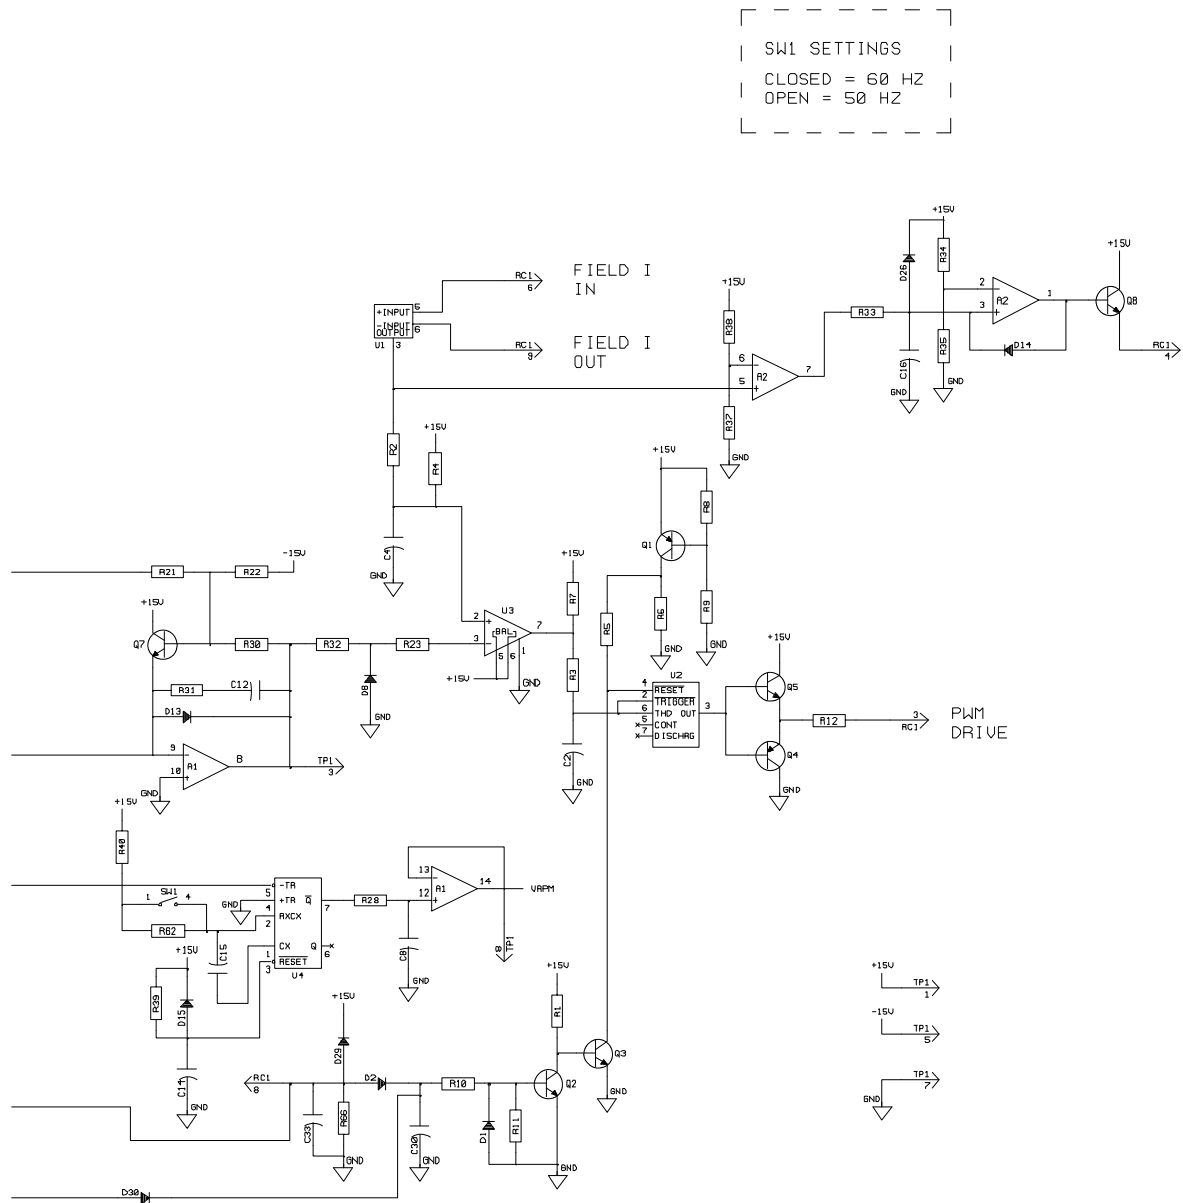 SW1 SETTINGS
CLOSED = 60 HZ
OPEN = 50 HZ
+15V
R34
D26
+15V
2
3
A2
1
Q8
R33
D14
R35
C16
GND
GND
RC1
4
RC1
6
FIELD I
IN
+INPUT
-INPUT
OUTPUT
5
6
U1
3
RC1
9
FIELD I
OUT
+15V
R38
6
5
A2
7
R37
GND
R2
+15V
R4
C4
GND
+15V
R8
Q1
R6
R9
GND
GND
R21
R22
-15V
+15V
Q7
R30
R32
R23
U3
2
3
BAL
7
5
6
1
+15V
GND
+15V
R7
R5
R3
C2
GND
R31
C12
D13
D8
GND
9
10
A1
8
TP1
3
GND
U2
4
RESET
2
TRIGGER
6
THD OUT
3
5
CONT
7
DISCHRG
+15V
Q5
Q4
R12
3
RC1
GND
PWM
DRIVE
+15V
R40
SW1
1
4
R62
GND
-TR
5
+TR
Q
7
4
RXCX
2
CX
Q
6
1
RESET
3
U4
C15
+15V
R39
D15
C14
GND
R28
13
12
A1
14
VRPM
C8
GND
8
TP1
+15V
D29
RC1
8
D2
R10
C33
R66
GND
C30
GND
+15V
R1
Q3
Q2
D1
R11
GND
GND
D30
+15V
TP1
1
-15V
TP1
5
TP1
7
GND